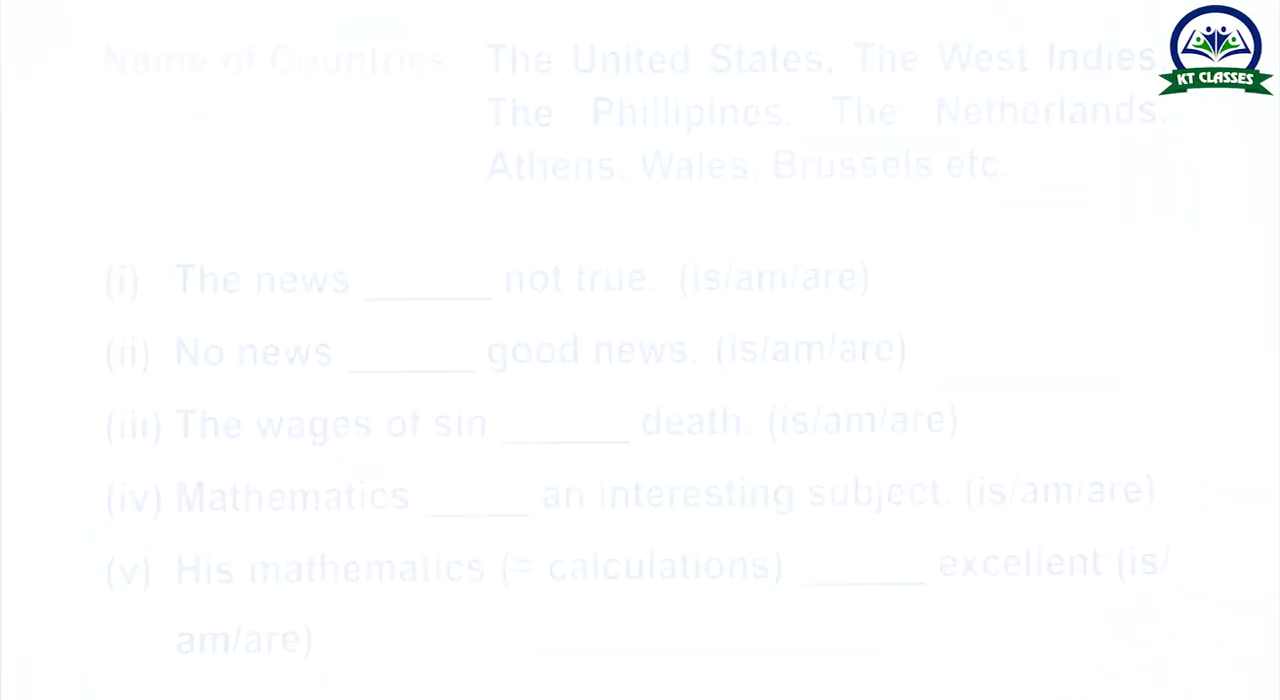 Name of Countries The United States, The West Indies,
The Phillipines, The Netherlands,
Athens, Wales, Brussels etc.
KT CLASSES
(i) The news ______ not true. (is/am/are)
(ii) No news ______ good news. (is/am/are)
(iii) The wages of sin ______ death. (is/am/are)
(iv) Mathematics _____ an interesting subject. (is/am/are)
(v) His mathematics (= calculations) ______ excellent (is/
am/are)